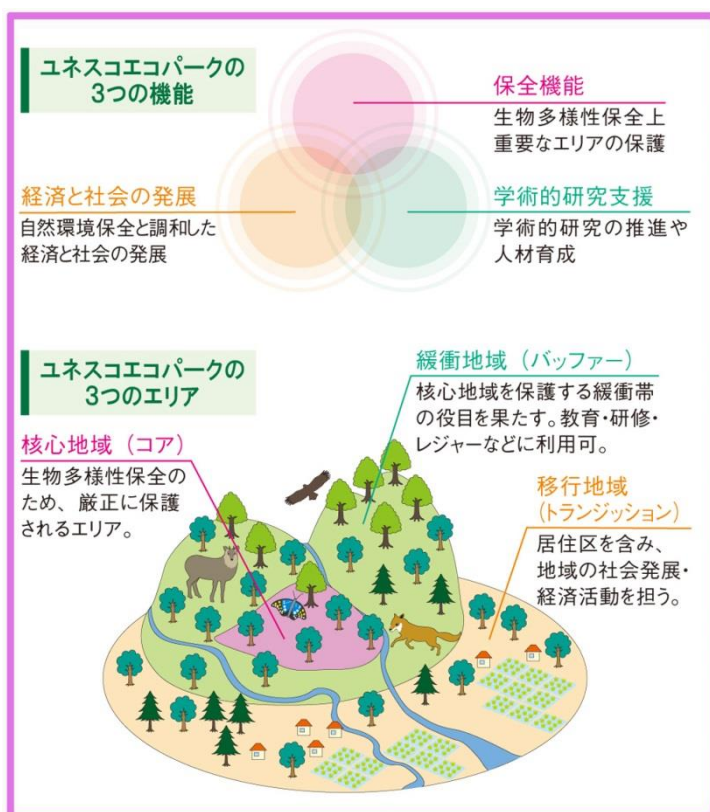 ユネスコエコパークの
3つの機能
保全機能
生物多様性保全上
重要なエリアの保護
経済と社会の発展
自然環境保全と調和した
経済と社会の発展
学術的研究支援
学術的研究の推進や
人材育成
ユネスコエコパークの
3つのエリア
緩衝地域（バッファー）
核心地域を保護する緩衝帯
の役目を果たす。教育・研修・
レジャーなどに利用可。
核心地域（コア）
生物多様性保全の
ため、厳正に保護
されるエリア。
移行地域
（トランジッション）
居住区を含み、
地域の社会発展・
経済活動を担う。